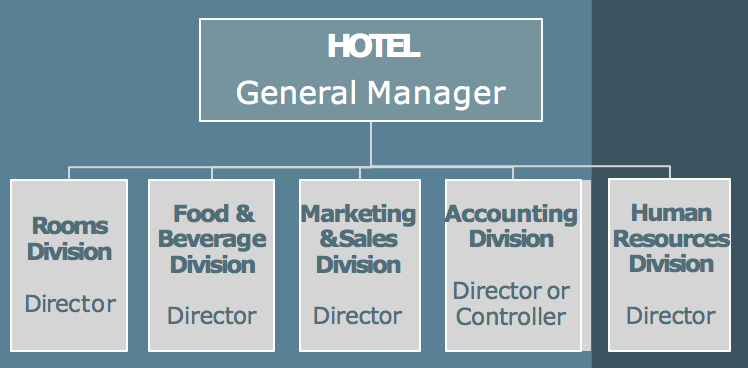 HOTEL
General Manager
Rooms
Division
Director
Food &
Beverage
Division
Director
Marketing
&Sales
Division
Director
Accounting
Division
Director or
Controller
Human
Resources
Division
Director